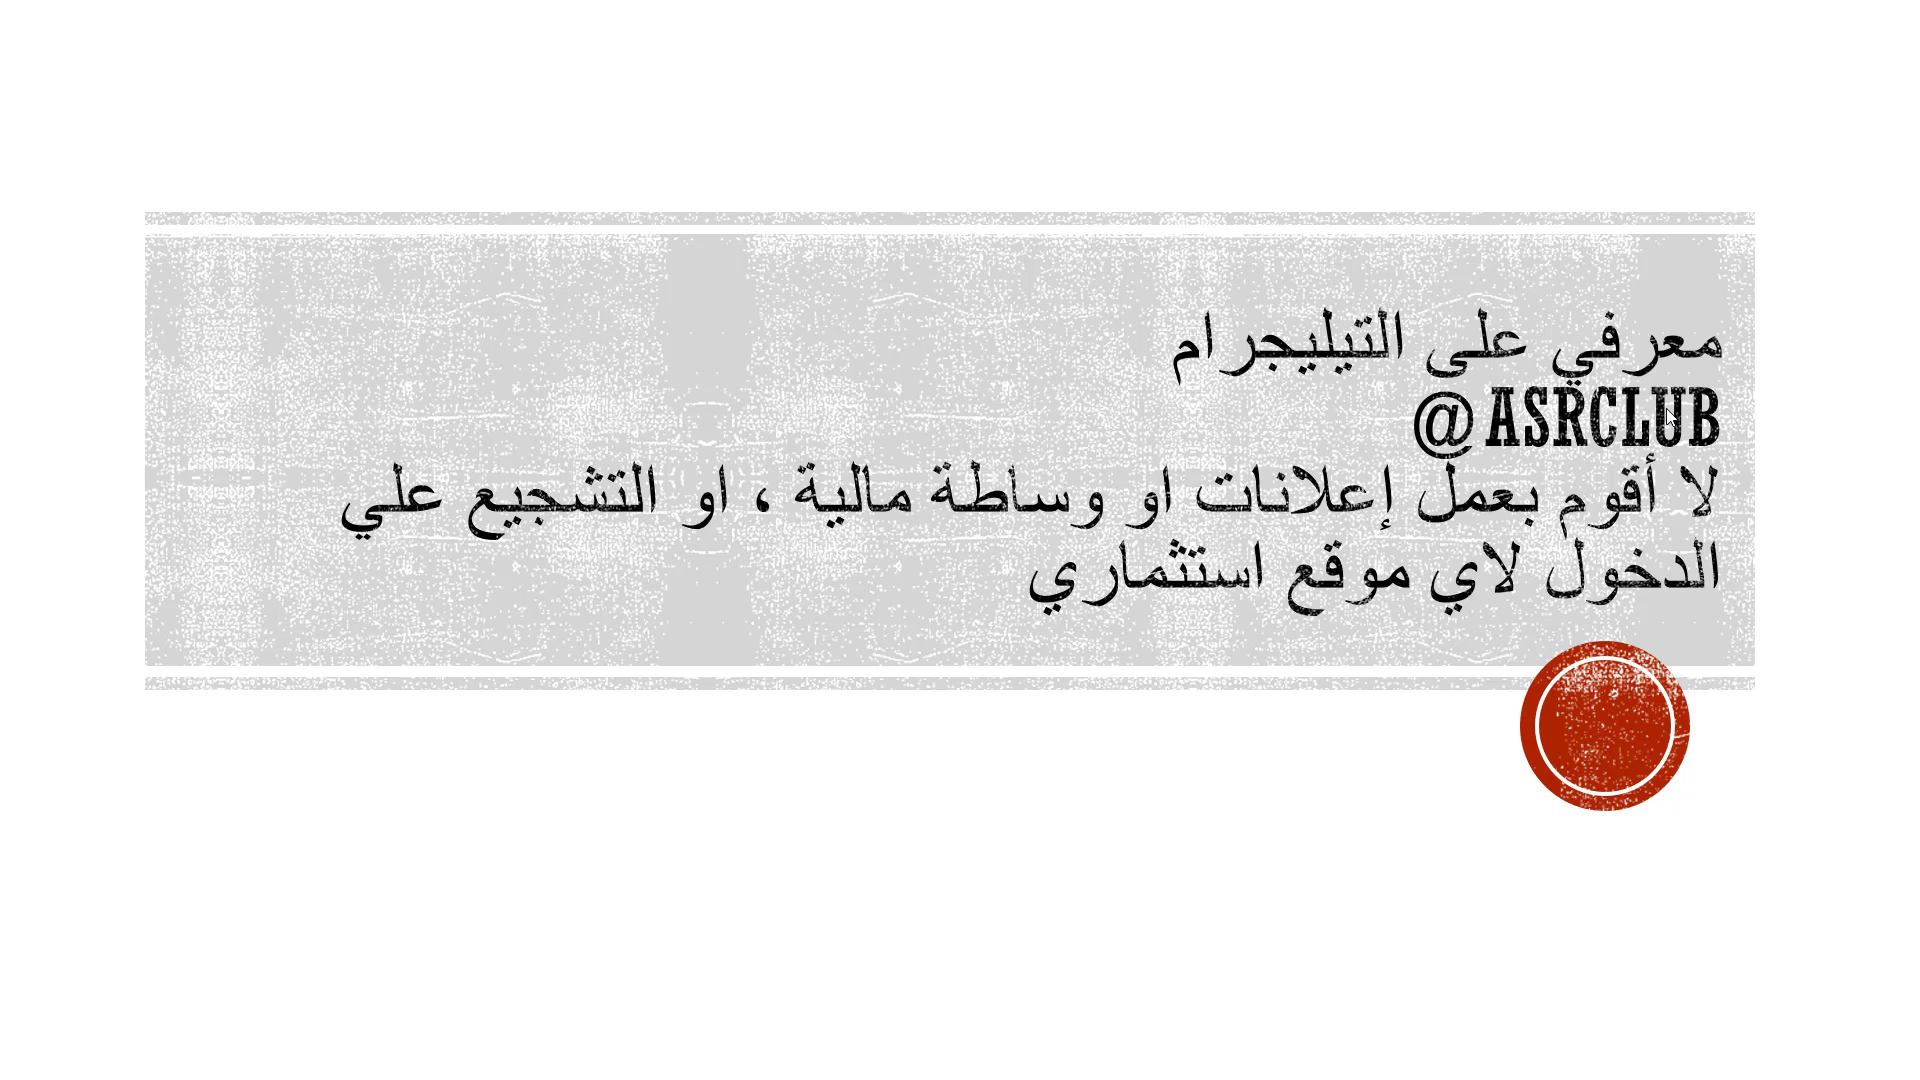 معرفي على التيليجرام
@ASRCLUB
لا أقوم بعمل إعلانات او وساطة مالية ، او التشجيع علي
الدخول لاي موقع استثماري